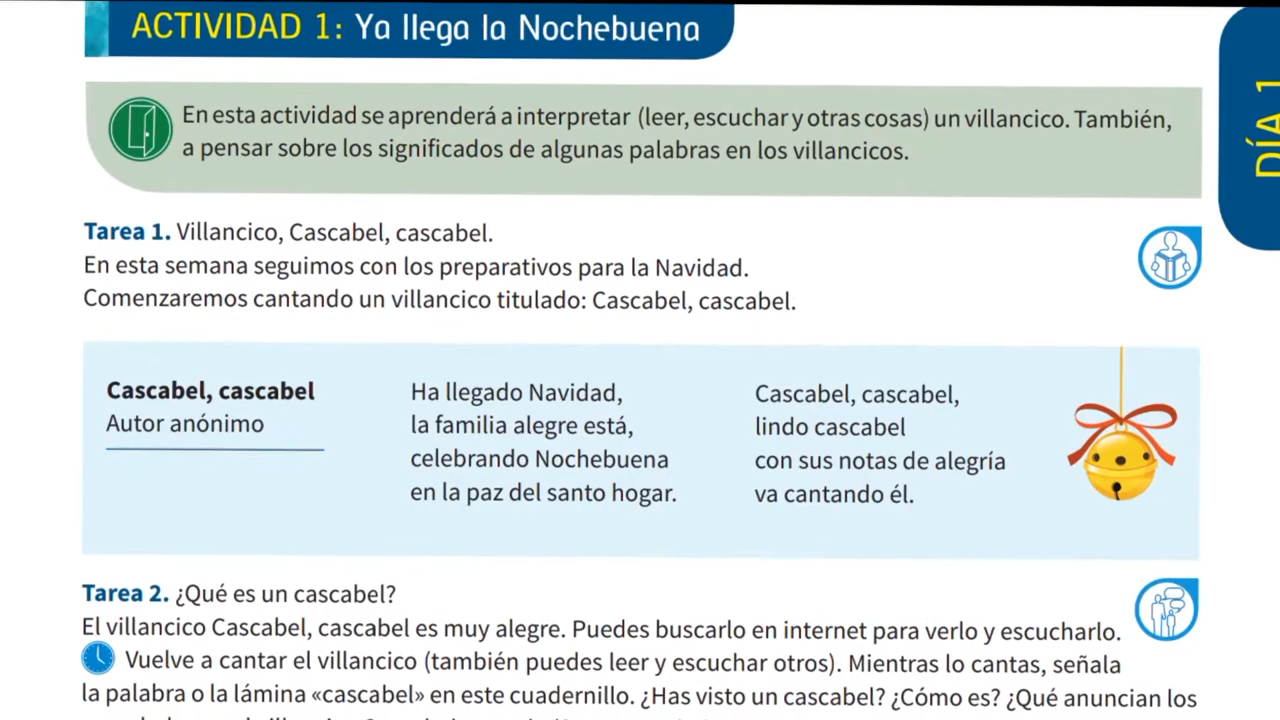 ACTIVIDAD 1: Ya llega la Nochebuena
DÍA 1
En esta actividad se aprenderá a interpretar (leer, escuchar y otras cosas) un villancico. También,
a pensar sobre los significados de algunas palabras en los villancicos.
Tarea 1. Villancico, Cascabel, cascabel.
En esta semana seguimos con los preparativos para la Navidad.
Comenzaremos cantando un villancico titulado: Cascabel, cascabel.
Cascabel, cascabel
Autor anónimo
Ha llegado Navidad,
la familia alegre está,
celebrando Nochebuena
en la paz del santo hogar.
Cascabel, cascabel,
lindo cascabel
con sus notas de alegría
va cantando él.
Tarea 2. ¿Qué es un cascabel?
El villancico Cascabel, cascabel es muy alegre. Puedes buscarlo en internet para verlo y escucharlo.
Vuelve a cantar el villancico (también puedes leer y escuchar otros). Mientras lo cantas, señala
la palabra o la lámina «cascabel» en este cuadernillo. ¿Has visto un cascabel? ¿Cómo es? ¿Qué anuncian los